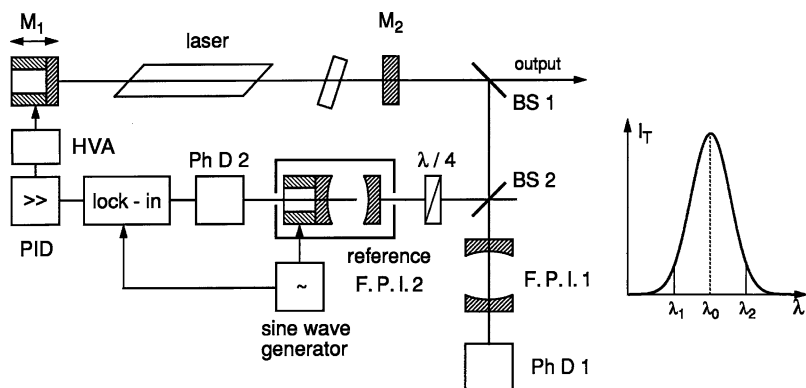 M1
laser
M2
output
BS 1
HVA
Ph D 2
λ / 4
BS 2
>>
lock - in
PID
reference
F. P. I. 2
F. P. I. 1
~
sine wave
generator
Ph D 1
IT
λ1
λ0
λ2
λ